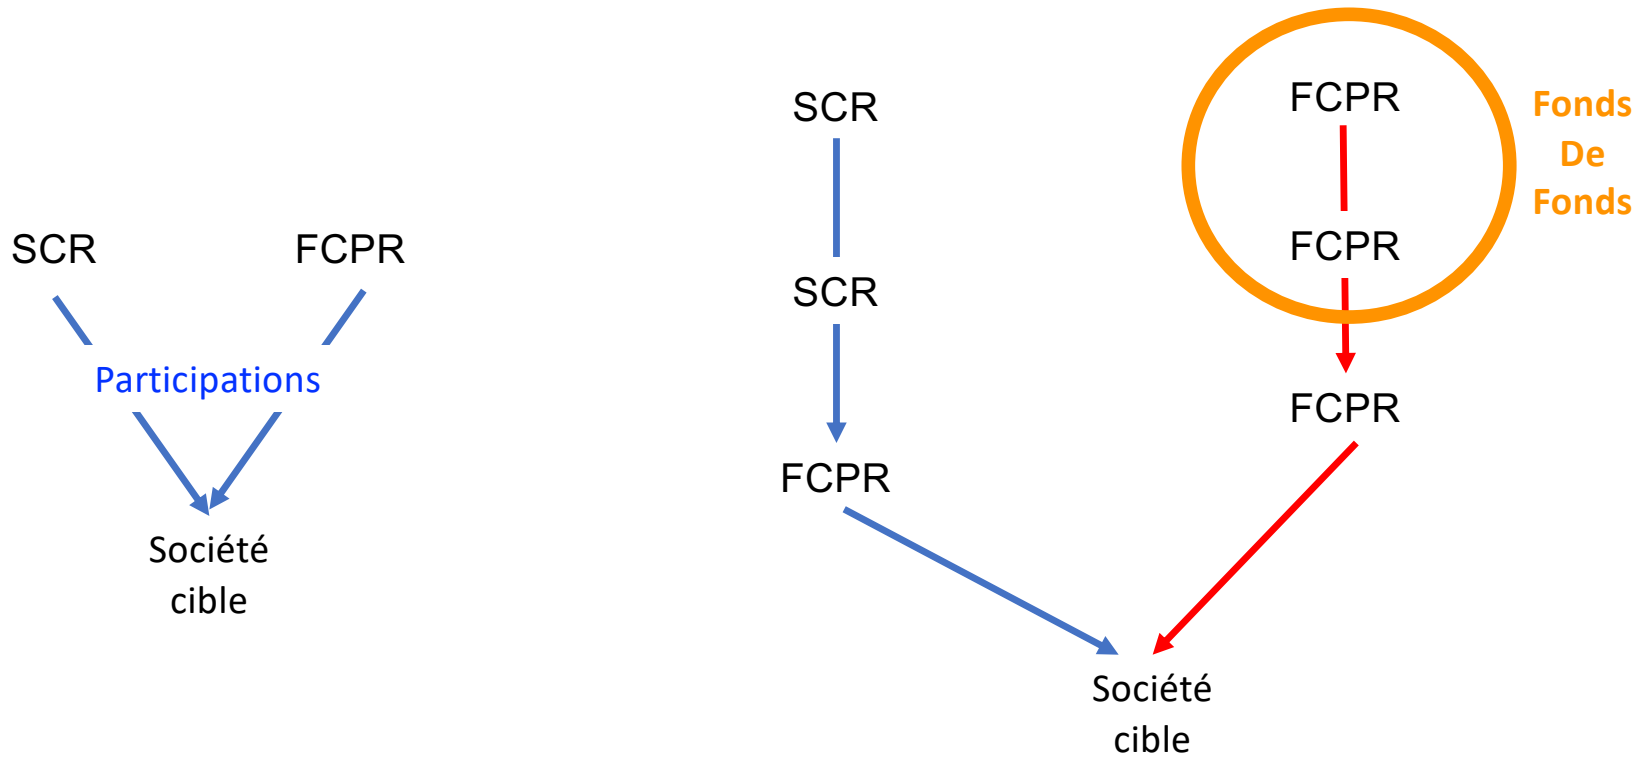 SCR
FCPR
Participations
Société
cible
SCR
SCR
FCPR
FCPR
FCPR
FCPR
Fonds
De
Fonds
Société
cible